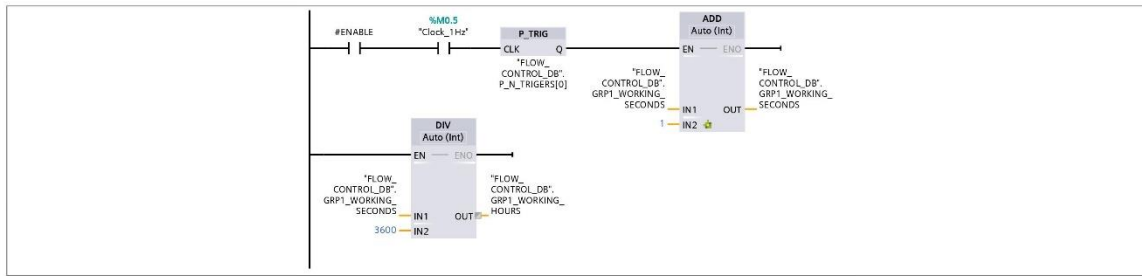 %M0.5
#ENABLE
"Clock_1Hz"
P_TRIG
CLK Q
"FLOW_
CONTROL_DB".
P_N_TRIGERS[0]
ADD
Auto (Int)
EN ENO
"FLOW_
CONTROL_DB".
GRP1_WORKING_
SECONDS
IN1
1
IN2
OUT
"FLOW_
CONTROL_DB".
GRP1_WORKING_
SECONDS
DIV
Auto (Int)
EN ENO
"FLOW_
CONTROL_DB".
GRP1_WORKING_
SECONDS
IN1
3600
IN2
OUT
"FLOW_
CONTROL_DB".
GRP1_WORKING_
HOURS